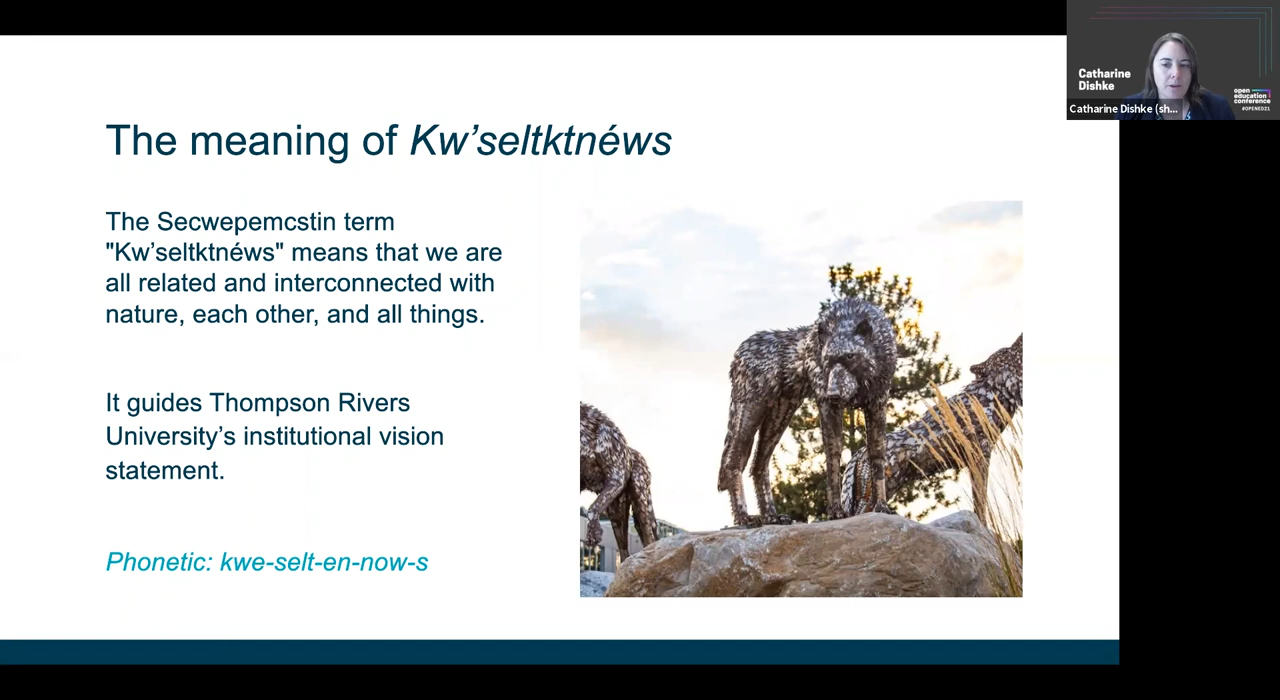 The meaning of Kw’seltktnéws
The Secwepemcstin term
"Kw’seltktnéws" means that we are
all related and interconnected with
nature, each other, and all things.
It guides Thompson Rivers
University’s institutional vision
statement.
Phonetic: kwe-selt-en-now-s
Catharine
Dishke
Catharine Dishke (sh...
open
education
conference
#OPENED21